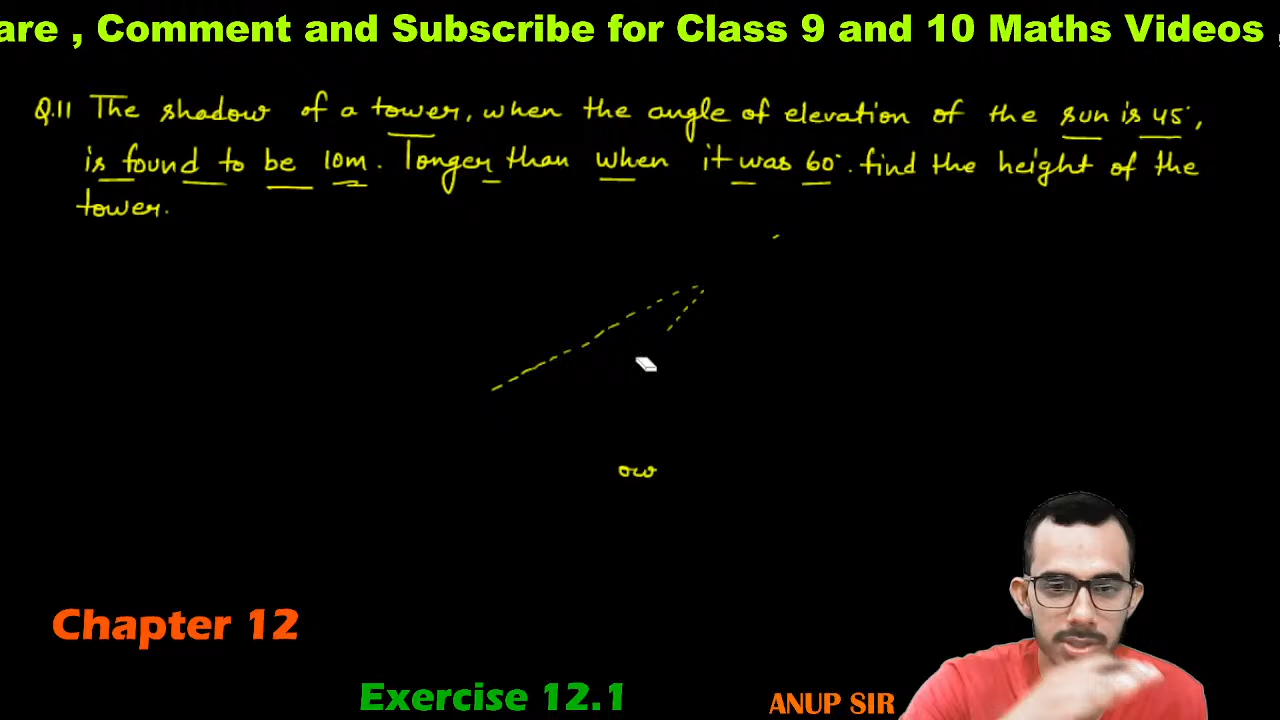 are , Comment and Subscribe for Class 9 and 10 Maths Videos ,
Q.11 The shadow of a tower, when the angle of elevation of the sun is 45°,
is found to be 10m. Longer than when it was 60°. find the height of the
tower.
ow
Chapter 12
Exercise 12.1
ANUP SIR